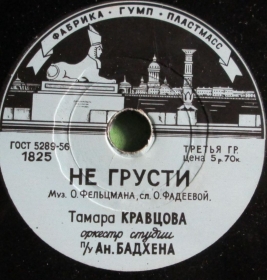 ФАБРИКА · ГУМП · ПЛАСТМАСС
ГОСТ 5289-56
1825
ТРЕТЬЯ ГР.
Цена 5 р. 70 к.
НЕ ГРУСТИ
Муз. О. ФЕЛЬЦМАНА, сл. О. ФАДЕЕВОЙ.
Тамара КРАВЦОВА
оркестр студии
п/у Ан. БАДХЕНА